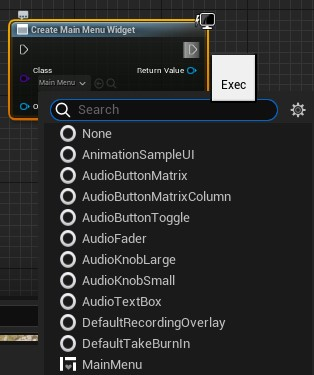 Create Main Menu Widget
Class
Return Value
Main Menu
Exec
Search
None
AnimationSampleUI
AudioButtonMatrix
AudioButtonMatrixColumn
AudioButtonToggle
AudioFader
AudioKnobLarge
AudioKnobSmall
AudioTextBox
DefaultRecordingOverlay
DefaultTakeBurnIn
MainMenu